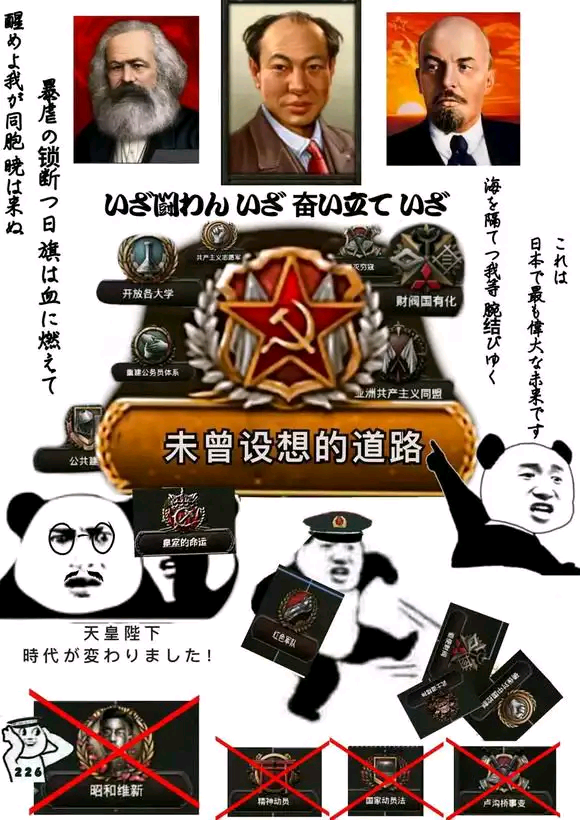 醒めよ我が同胞 暁は来ぬ
暴虐の锁断つ日 旗は血に燃えて
いざ闘わん いざ 奋い立て いざ
海を隔てつ我等 腕结びゆく
これは
日本で最も偉大な未来です
共产主义志愿军
开放各大学
财阀国有化
重建公务员体系
亚洲共产主义同盟
公共建
未曾设想的道路
皇室的命运
红色军队
天皇陛下
時代が変わりました!
226
昭和维新
精神动员
国家动员法
卢沟桥事变